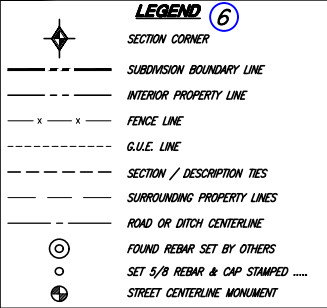 LEGEND 6
SECTION CORNER
SUBDIVISION BOUNDARY LINE
INTERIOR PROPERTY LINE
x x FENCE LINE
G.U.E. LINE
SECTION / DESCRIPTION TIES
SURROUNDING PROPERTY LINES
ROAD OR DITCH CENTERLINE
FOUND REBAR SET BY OTHERS
SET 5/8 REBAR & CAP STAMPED .....
STREET CENTERLINE MONUMENT